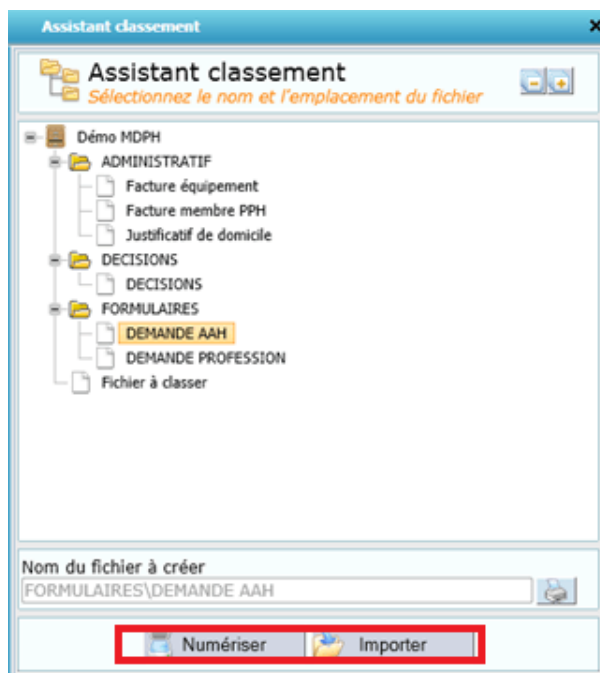 Assistant classement
Assistant classement
Sélectionnez le nom et l'emplacement du fichier
Démo MDPH
ADMINISTRATIF
Facture équipement
Facture membre PPH
Justificatif de domicile
DECISIONS
DECISIONS
FORMULAIRES
DEMANDE AAH
DEMANDE PROFESSION
Fichier à classer
Nom du fichier à créer
FORMULAIRES\DEMANDE AAH
Numériser Importer